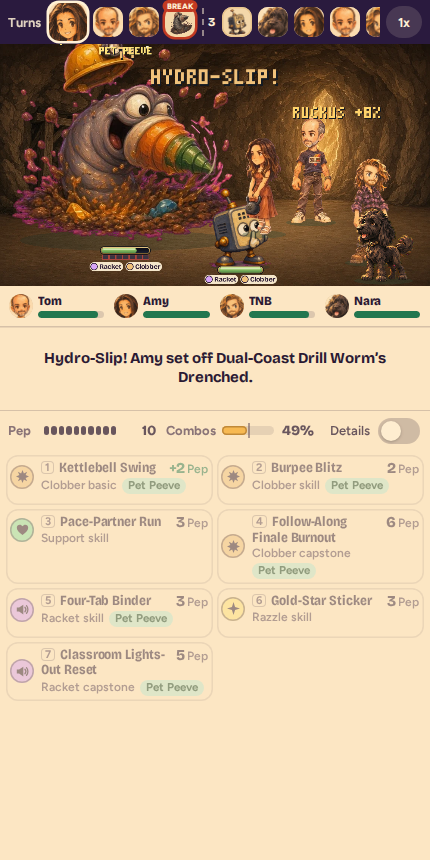 Turns
BREAK
3
1x
PET PEEVE
HYDRO-SLIP!
RUCKUS +8%
Racket Clobber
Racket Clobber
Tom
Amy
TNB
Nara
Hydro-Slip! Amy set off Dual-Coast Drill Worm's
Drenched.
Pep 10 Combos 49% Details
1 Kettlebell Swing +2 Pep
Clobber basic Pet Peeve
2 Burpee Blitz 2 Pep
Clobber skill Pet Peeve
3 Pace-Partner Run 3 Pep
Support skill
4 Follow-Along 6 Pep
Finale Burnout
Clobber capstone
Pet Peeve
5 Four-Tab Binder 3 Pep
Racket skill Pet Peeve
6 Gold-Star Sticker 3 Pep
Razzle skill
7 Classroom Lights- 5 Pep
Out Reset
Racket capstone Pet Peeve